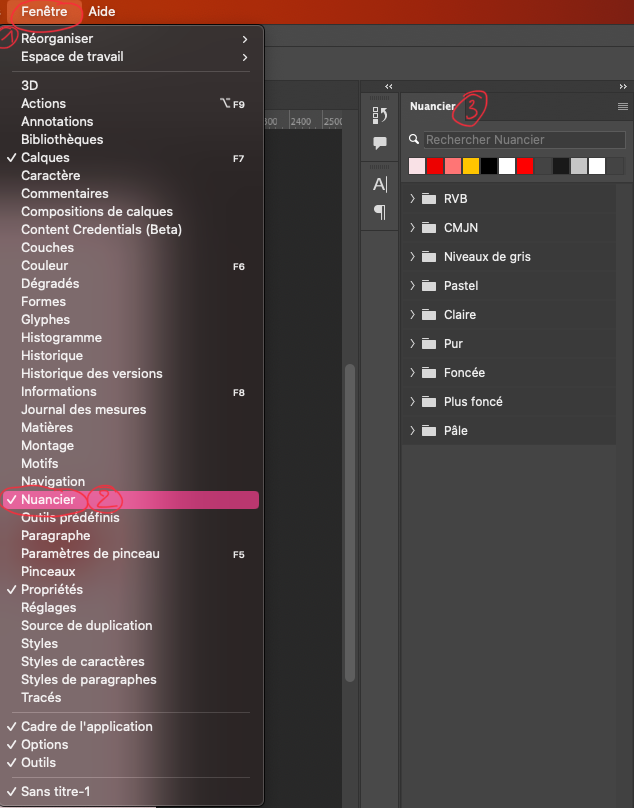 Fenêtre Aide
1
Réorganiser
Espace de travail
3D
Actions ⌥F9
Annotations
Bibliothèques
Calques F7
Caractère
Commentaires
Compositions de calques
Content Credentials (Beta)
Couches
Couleur F6
Dégradés
Formes
Glyphes
Histogramme
Historique
Historique des versions
Informations F8
Journal des mesures
Matières
Montage
Motifs
Navigation
Nuancier 2
Outils prédéfinis
Paragraphe
Paramètres de pinceau F5
Pinceaux
Propriétés
Réglages
Source de duplication
Styles
Styles de caractères
Styles de paragraphes
Tracés
Cadre de l'application
Options
Outils
Sans titre-1
2400 2500
Nuancier 3
Rechercher Nuancier
RVB
CMJN
Niveaux de gris
Pastel
Claire
Pur
Foncée
Plus foncé
Pâle